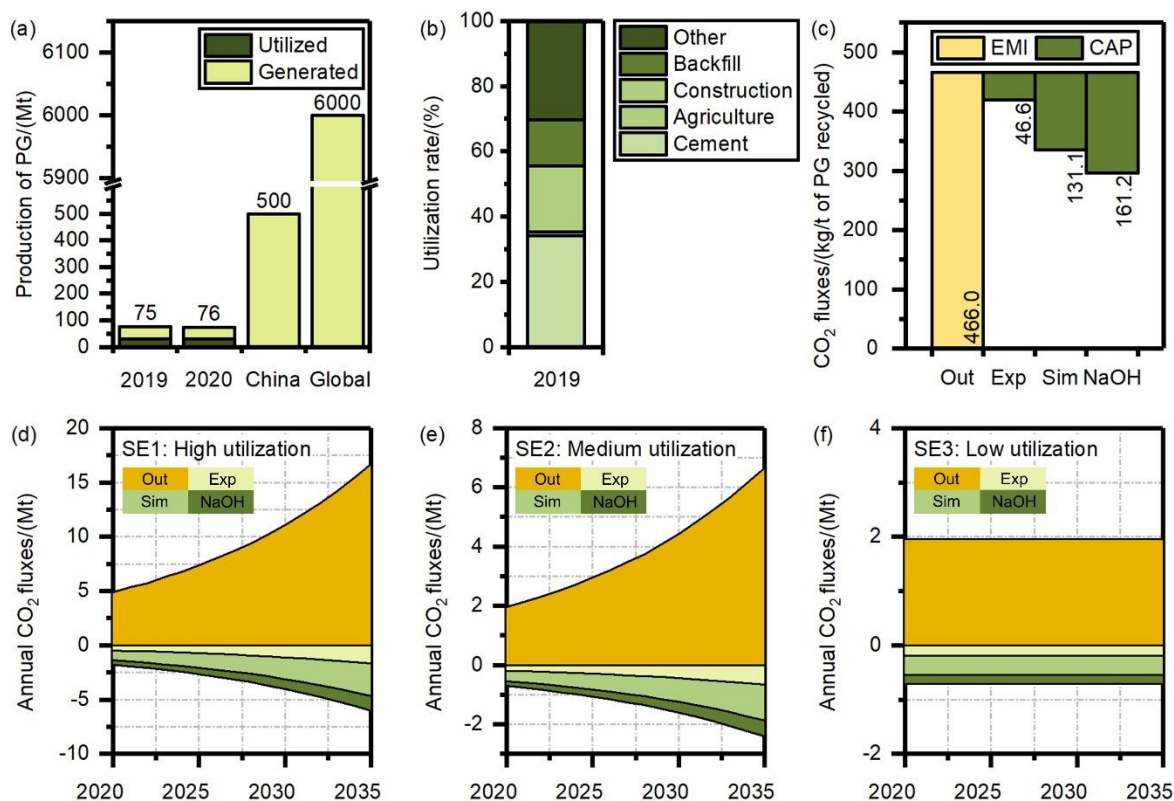 (a)
Production of PG/(Mt)
6100
6000
5900
500
400
300
200
100
0
Utilized
Generated
75
76
500
6000
2019 2020 China Global
(b)
Utilization rate/(%)
100
80
60
40
20
0
Other
Backfill
Construction
Agriculture
Cement
2019
(c)
CO₂ fluxes/(kg/t of PG recycled)
500
400
300
200
100
0
EMI CAP
466.0
46.6
131.1
161.2
Out Exp Sim NaOH
(d)
Annual CO₂ fluxes/(Mt)
20
15
10
5
0
-5
-10
SE1: High utilization
Out Exp
Sim NaOH
2020 2025 2030 2035
(e)
Annual CO₂ fluxes/(Mt)
8
6
4
2
0
-2
SE2: Medium utilization
Out Exp
Sim NaOH
2020 2025 2030 2035
(f)
Annual CO₂ fluxes/(Mt)
4
2
0
-2
SE3: Low utilization
Out Exp
Sim NaOH
2020 2025 2030 2035